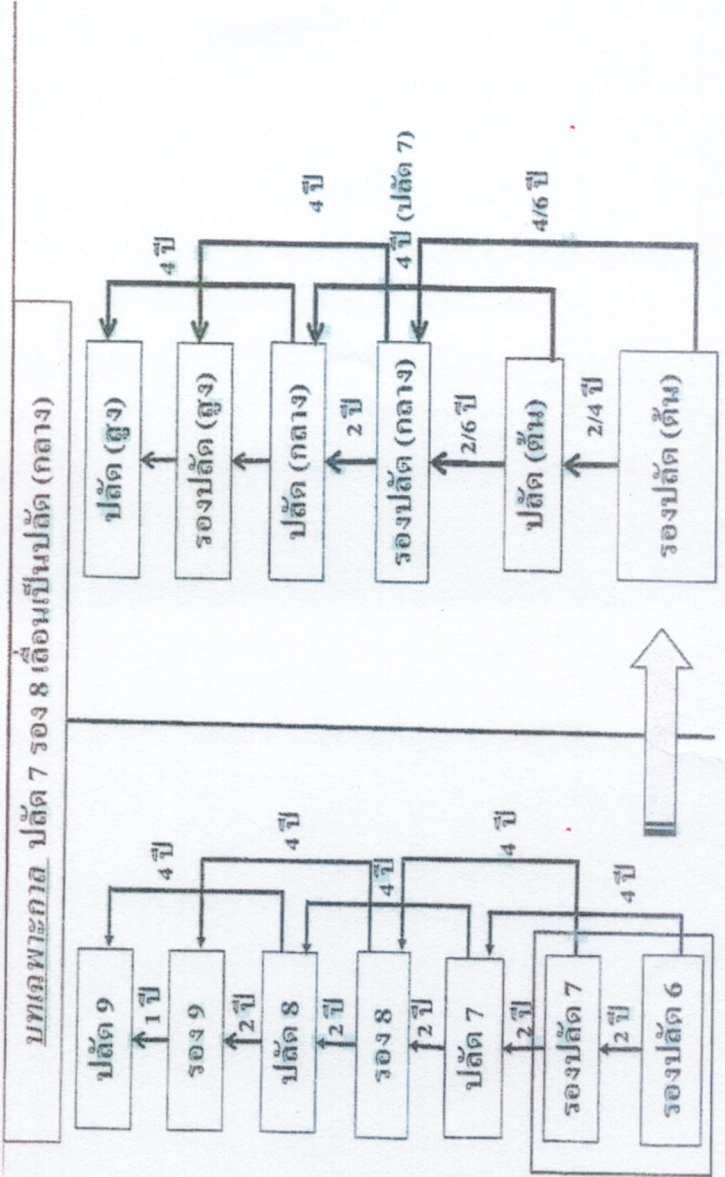 บทเฉพาะกาล ปลัด 7 รอง 8 เลื่อนเป็นปลัด (กลาง)
ปลัด 9
1 ปี
4 ปี
รอง 9
2 ปี
4 ปี
ปลัด 8
2 ปี
4 ปี
รอง 8
2 ปี
4 ปี
ปลัด 7
2 ปี
4 ปี
รองปลัด 7
2 ปี
รองปลัด 6
ปลัด (สูง)
4 ปี
รองปลัด (สูง)
4 ปี
ปลัด (กลาง)
2 ปี
4 ปี (ปลัด 7)
รองปลัด (กลาง)
2/6 ปี
4/6 ปี
ปลัด (ต้น)
2/4 ปี
รองปลัด (ต้น)